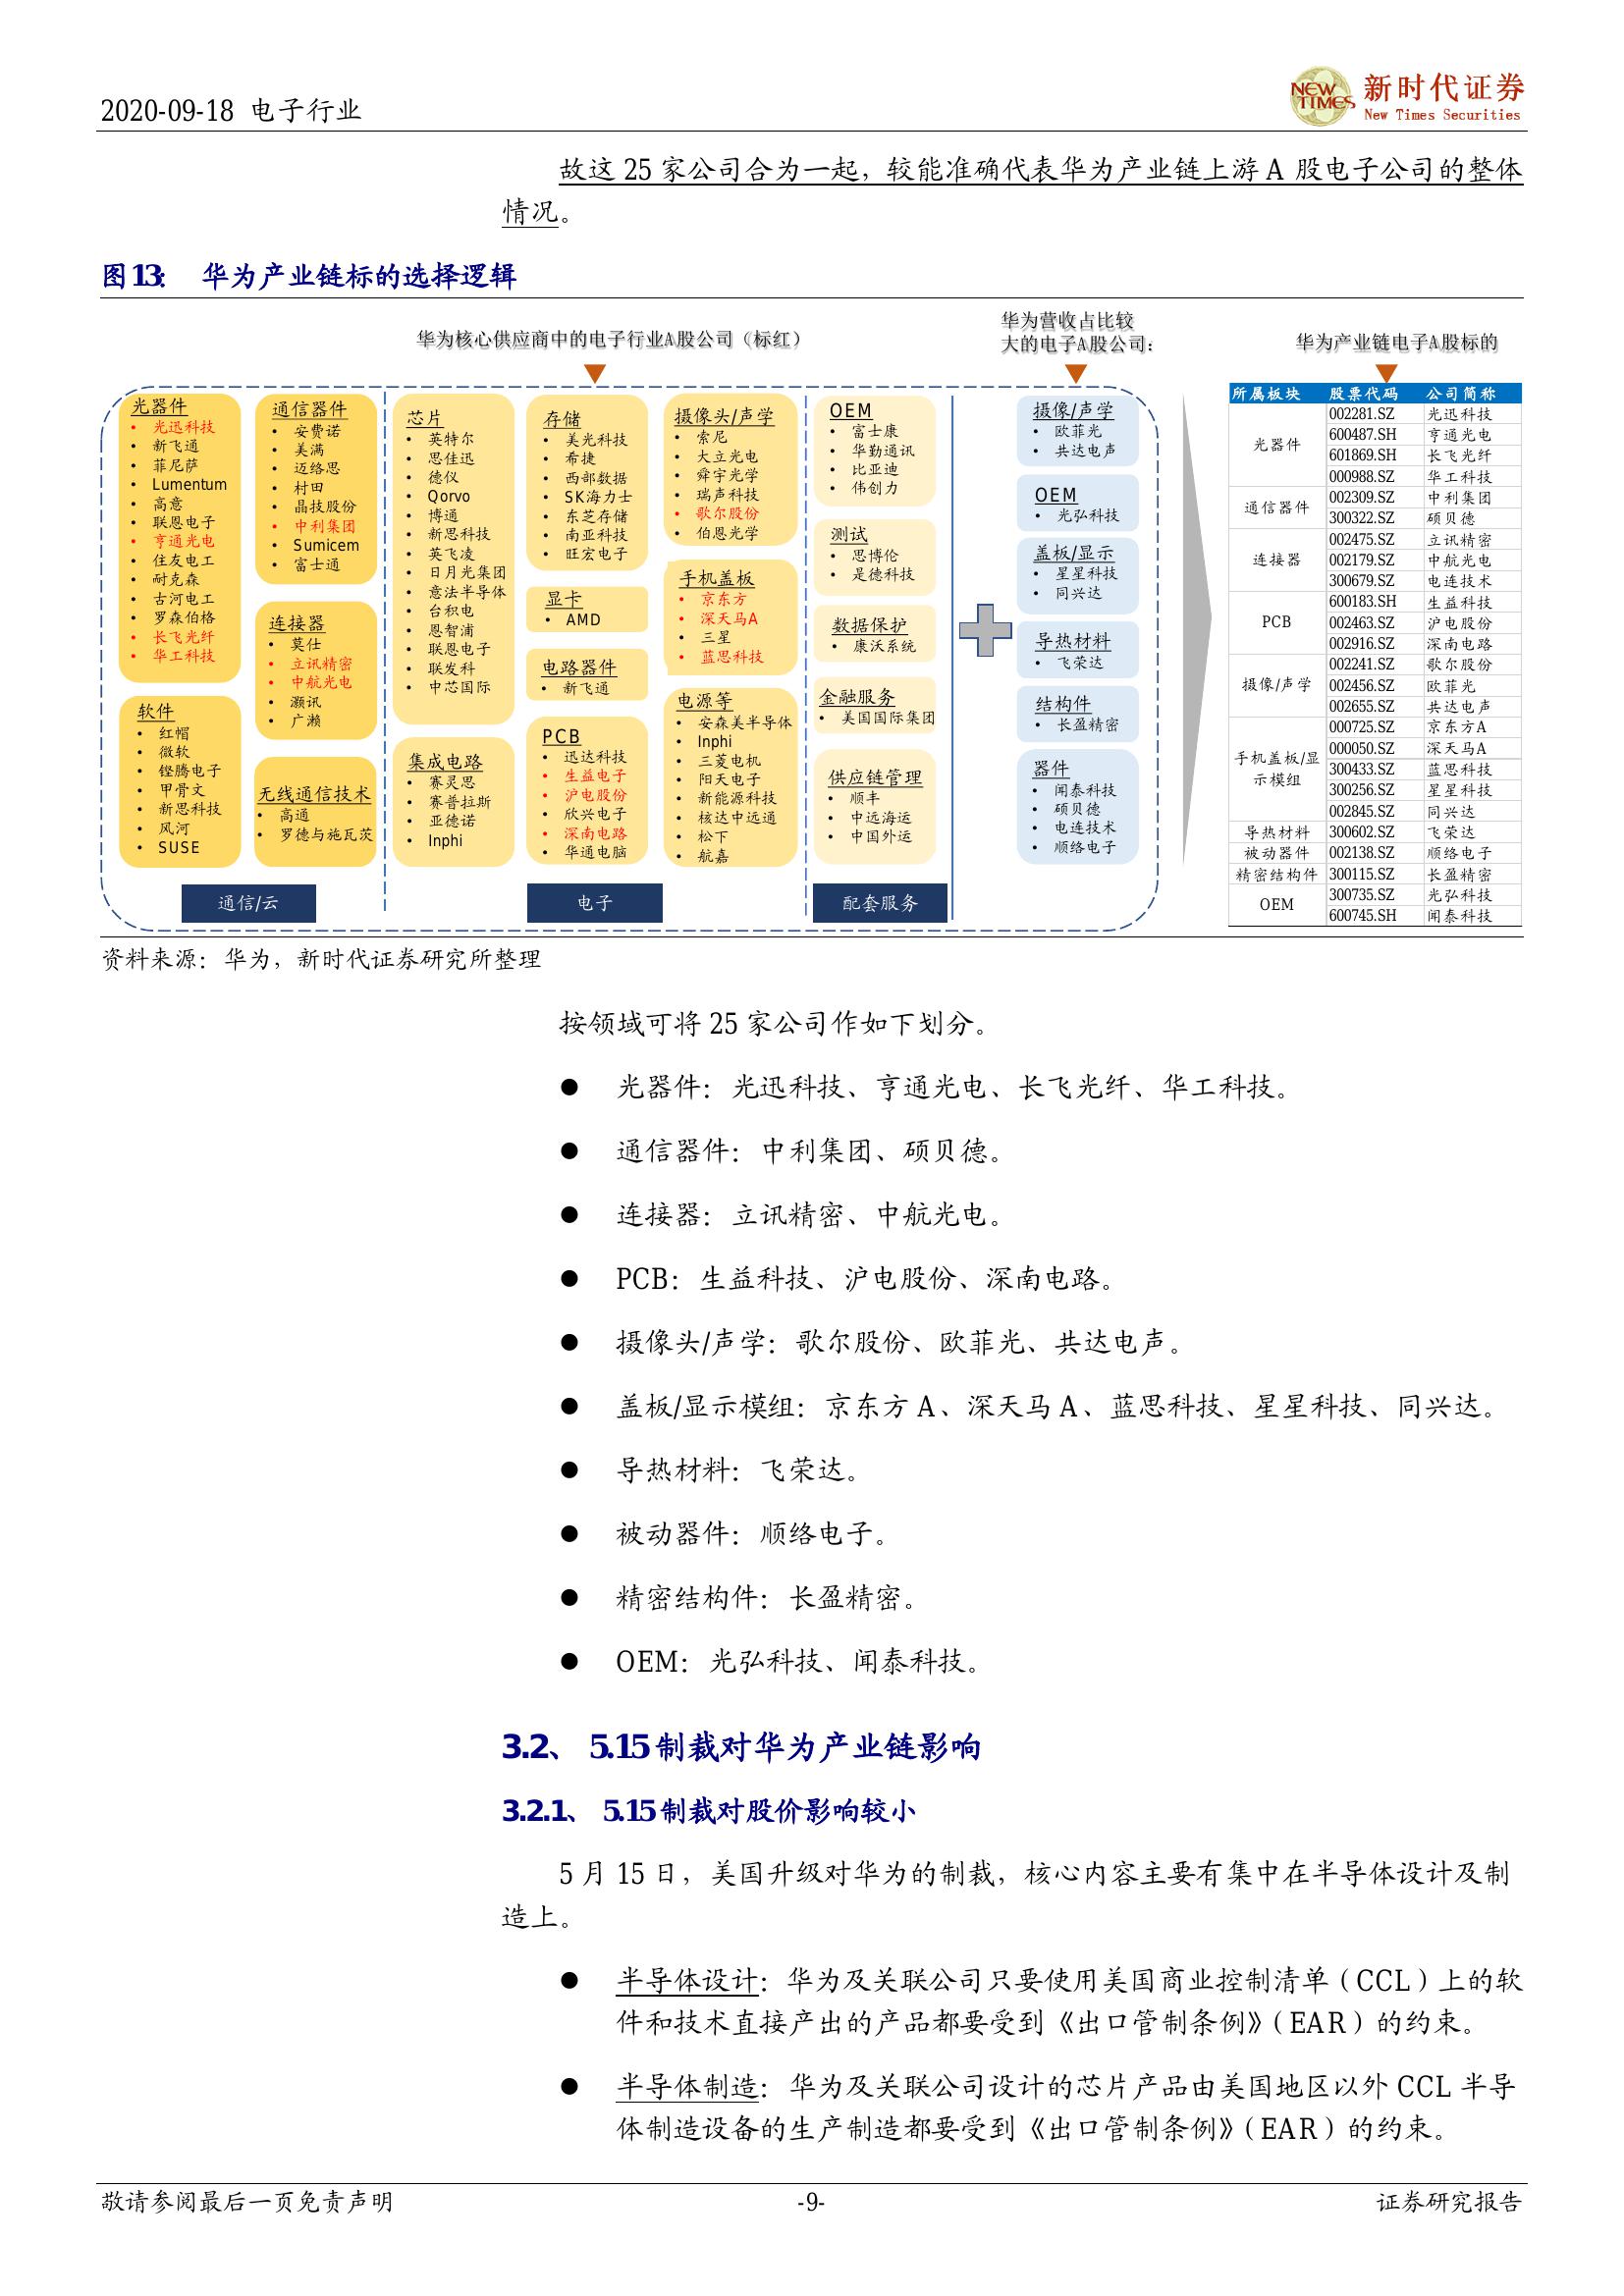 2020-09-18 电子行业
NEW TIMES 新时代证券
New Times Securities
故这 25 家公司合为一起，较能准确代表华为产业链上游 A 股电子公司的整体
情况。
图13： 华为产业链标的选择逻辑
华为核心供应商中的电子行业A股公司（标红）
光器件
• 光迅科技
• 新飞通
• 菲尼萨
• Lumentum
• 高意
• 联恩电子
• 亨通光电
• 住友电工
• 耐克森
• 古河电工
• 罗森伯格
• 长飞光纤
• 华工科技
软件
• 红帽
• 微软
• 铿腾电子
• 甲骨文
• 新思科技
• 风河
• SUSE
通信器件
• 安费诺
• 美满
• 迈络思
• 村田
• 晶技股份
• 中利集团
• Sumicem
• 富士通
连接器
• 莫仕
• 立讯精密
• 中航光电
• 灏讯
• 广濑
无线通信技术
• 高通
• 罗德与施瓦茨
通信/云
芯片
• 英特尔
• 思佳迅
• 德仪
• Qorvo
• 博通
• 新思科技
• 英飞凌
• 日月光集团
• 意法半导体
• 台积电
• 恩智浦
• 联恩电子
• 联发科
• 中芯国际
集成电路
• 赛灵思
• 赛普拉斯
• 亚德诺
• Inphi
存储
• 美光科技
• 希捷
• 西部数据
• SK海力士
• 东芝存储
• 南亚科技
• 旺宏电子
显卡
• AMD
电路器件
• 新飞通
PCB
• 迅达科技
• 生益电子
• 沪电股份
• 欣兴电子
• 深南电路
• 华通电脑
摄像头/声学
• 索尼
• 大立光电
• 舜宇光学
• 瑞声科技
• 歌尔股份
• 伯恩光学
手机盖板
• 京东方
• 深天马A
• 三星
• 蓝思科技
电源等
• 安森美半导体
• Inphi
• 三菱电机
• 阳天电子
• 新能源科技
• 核达中远通
• 松下
• 航嘉
电子
OEM
• 富士康
• 华勤通讯
• 比亚迪
• 伟创力
测试
• 思博伦
• 是德科技
数据保护
• 康沃系统
金融服务
• 美国国际集团
供应链管理
• 顺丰
• 中远海运
• 中国外运
配套服务
华为营收占比较
大的电子A股公司：
摄像/声学
• 欧菲光
• 共达电声
OEM
• 光弘科技
盖板/显示
• 星星科技
• 同兴达
导热材料
• 飞荣达
结构件
• 长盈精密
器件
• 闻泰科技
• 硕贝德
• 电连技术
• 顺络电子
华为产业链电子A股标的
所属板块 股票代码 公司简称
光器件 002281.SZ 光迅科技
600487.SH 亨通光电
601869.SH 长飞光纤
000988.SZ 华工科技
通信器件 002309.SZ 中利集团
300322.SZ 硕贝德
连接器 002475.SZ 立讯精密
002179.SZ 中航光电
300679.SZ 电连技术
PCB 600183.SH 生益科技
002463.SZ 沪电股份
002916.SZ 深南电路
摄像/声学 002241.SZ 歌尔股份
002456.SZ 欧菲光
002655.SZ 共达电声
手机盖板/显示模组 000725.SZ 京东方A
000050.SZ 深天马A
300433.SZ 蓝思科技
300256.SZ 星星科技
002845.SZ 同兴达
导热材料 300602.SZ 飞荣达
被动器件 002138.SZ 顺络电子
精密结构件 300115.SZ 长盈精密
OEM 300735.SZ 光弘科技
600745.SH 闻泰科技
资料来源：华为，新时代证券研究所整理
按领域可将 25 家公司作如下划分。
● 光器件：光迅科技、亨通光电、长飞光纤、华工科技。
● 通信器件：中利集团、硕贝德。
● 连接器：立讯精密、中航光电。
● PCB：生益科技、沪电股份、深南电路。
● 摄像头/声学：歌尔股份、欧菲光、共达电声。
● 盖板/显示模组：京东方 A、深天马 A、蓝思科技、星星科技、同兴达。
● 导热材料：飞荣达。
● 被动器件：顺络电子。
● 精密结构件：长盈精密。
● OEM：光弘科技、闻泰科技。
3.2、 5.15 制裁对华为产业链影响
3.2.1、 5.15 制裁对股价影响较小
5 月 15 日，美国升级对华为的制裁，核心内容主要有集中在半导体设计及制
造上。
● 半导体设计：华为及关联公司只要使用美国商业控制清单（CCL）上的软
件和技术直接产出的产品都要受到《出口管制条例》（EAR）的约束。
● 半导体制造：华为及关联公司设计的芯片产品由美国地区以外 CCL 半导
体制造设备的生产制造都要受到《出口管制条例》（EAR）的约束。
敬请参阅最后一页免责声明 -9- 证券研究报告